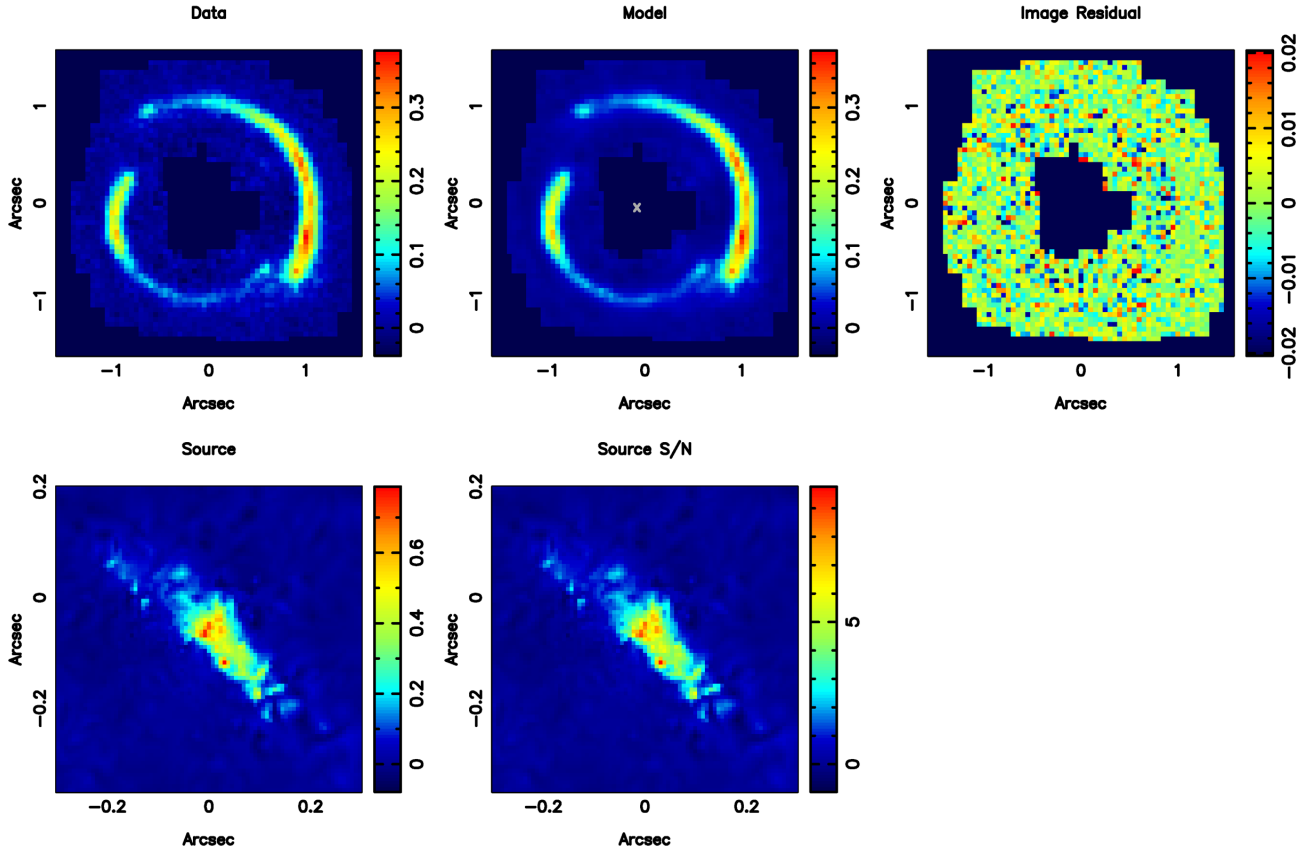 Data
Model
Image Residual
1
0
−1
Arcsec
−1 0 1
Arcsec
0.3
0.2
0.1
0
1
0
−1
Arcsec
−1 0 1
Arcsec
0.3
0.2
0.1
0
1
0
−1
Arcsec
−1 0 1
Arcsec
0.02
0.01
0
−0.01
−0.02
Source
Source S/N
0.2
0
−0.2
Arcsec
−0.2 0 0.2
Arcsec
0.6
0.4
0.2
0
0.2
0
−0.2
Arcsec
x
−0.2 0 0.2
Arcsec
5
0